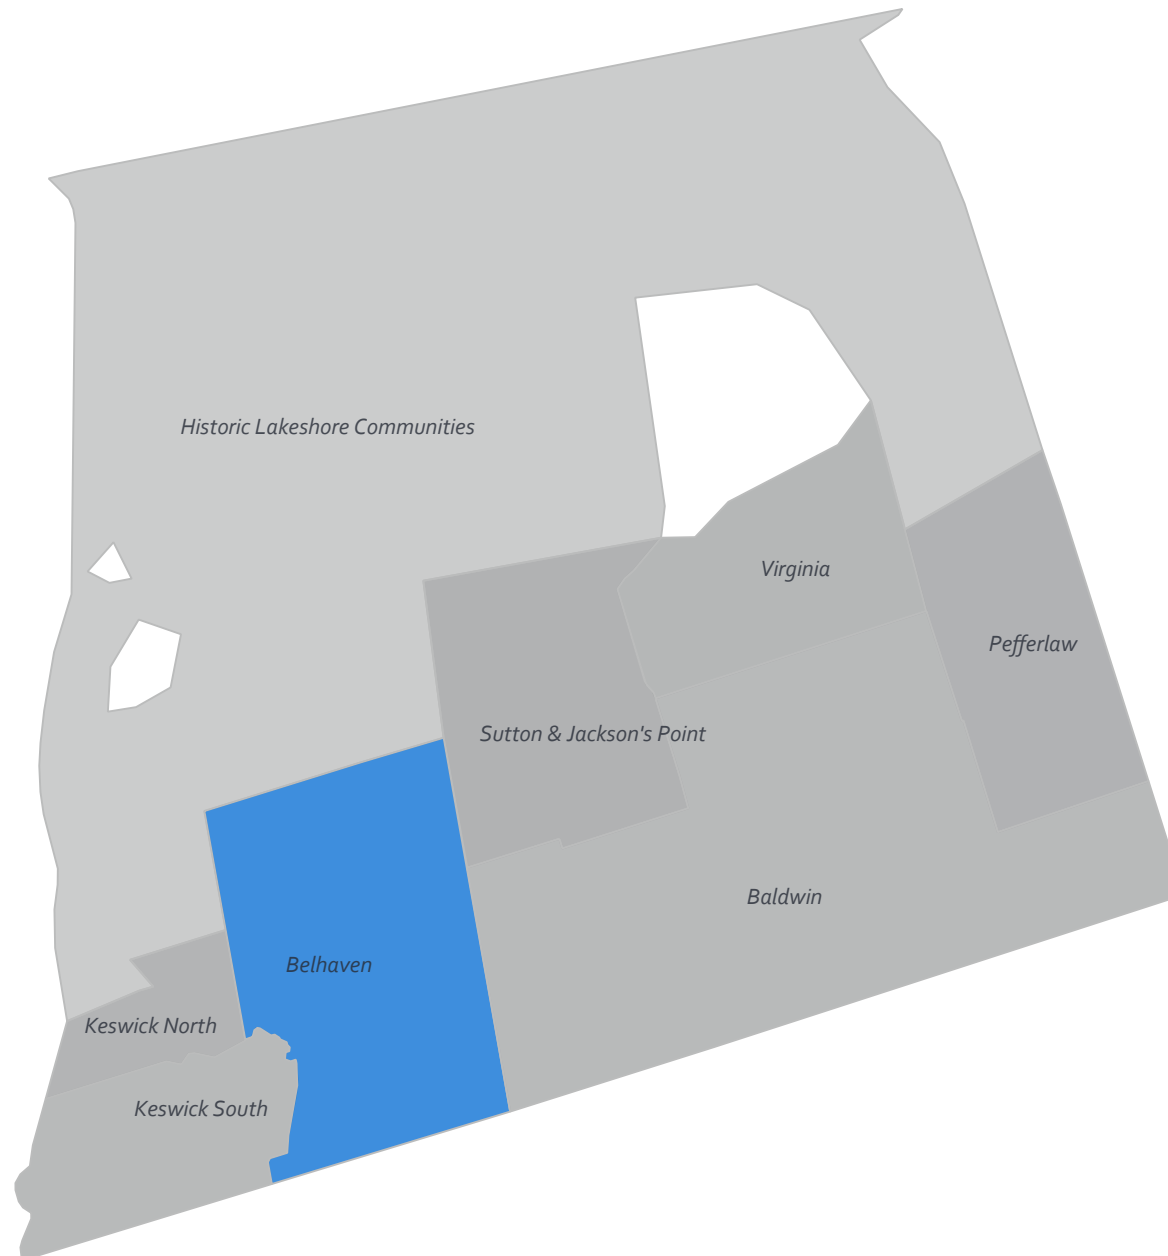 Historic Lakeshore Communities
Virginia
Pefferlaw
Sutton & Jackson's Point
Baldwin
Belhaven
Keswick North
Keswick South